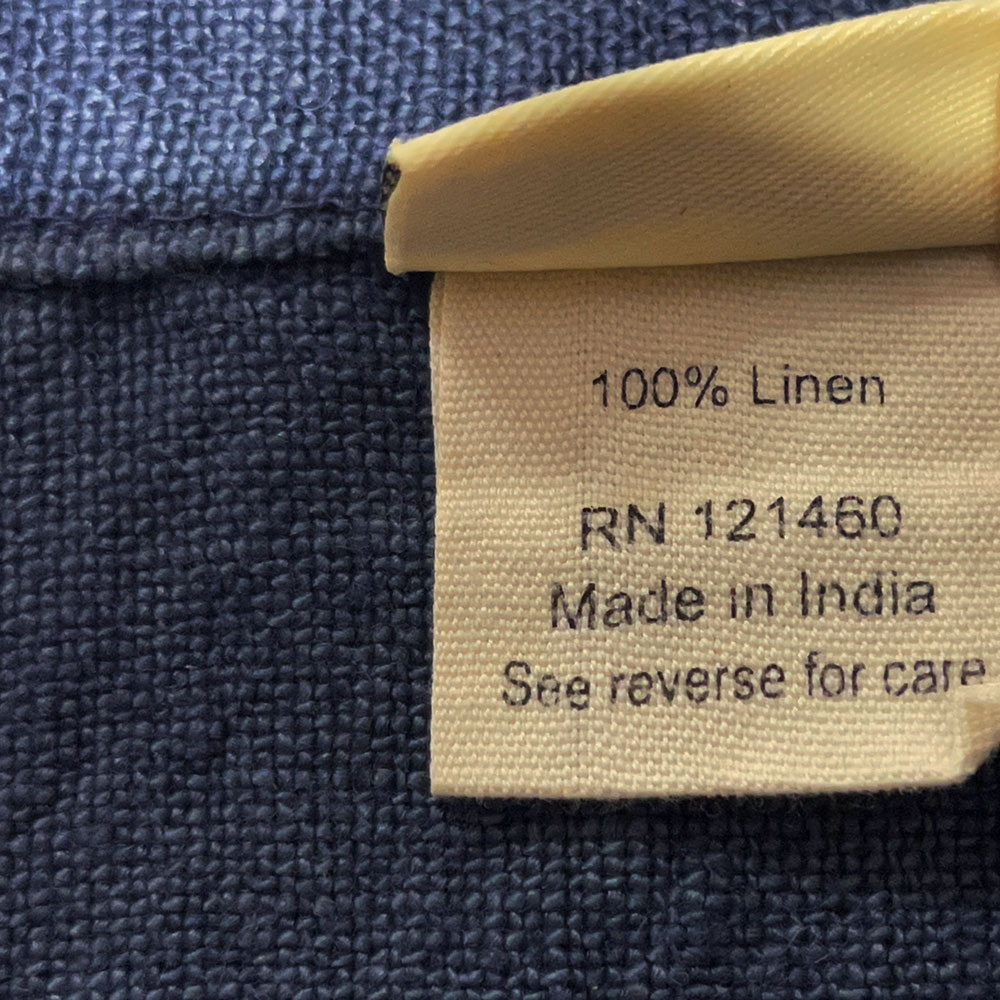 100% Linen
RN 121460
Made in India
See reverse for care